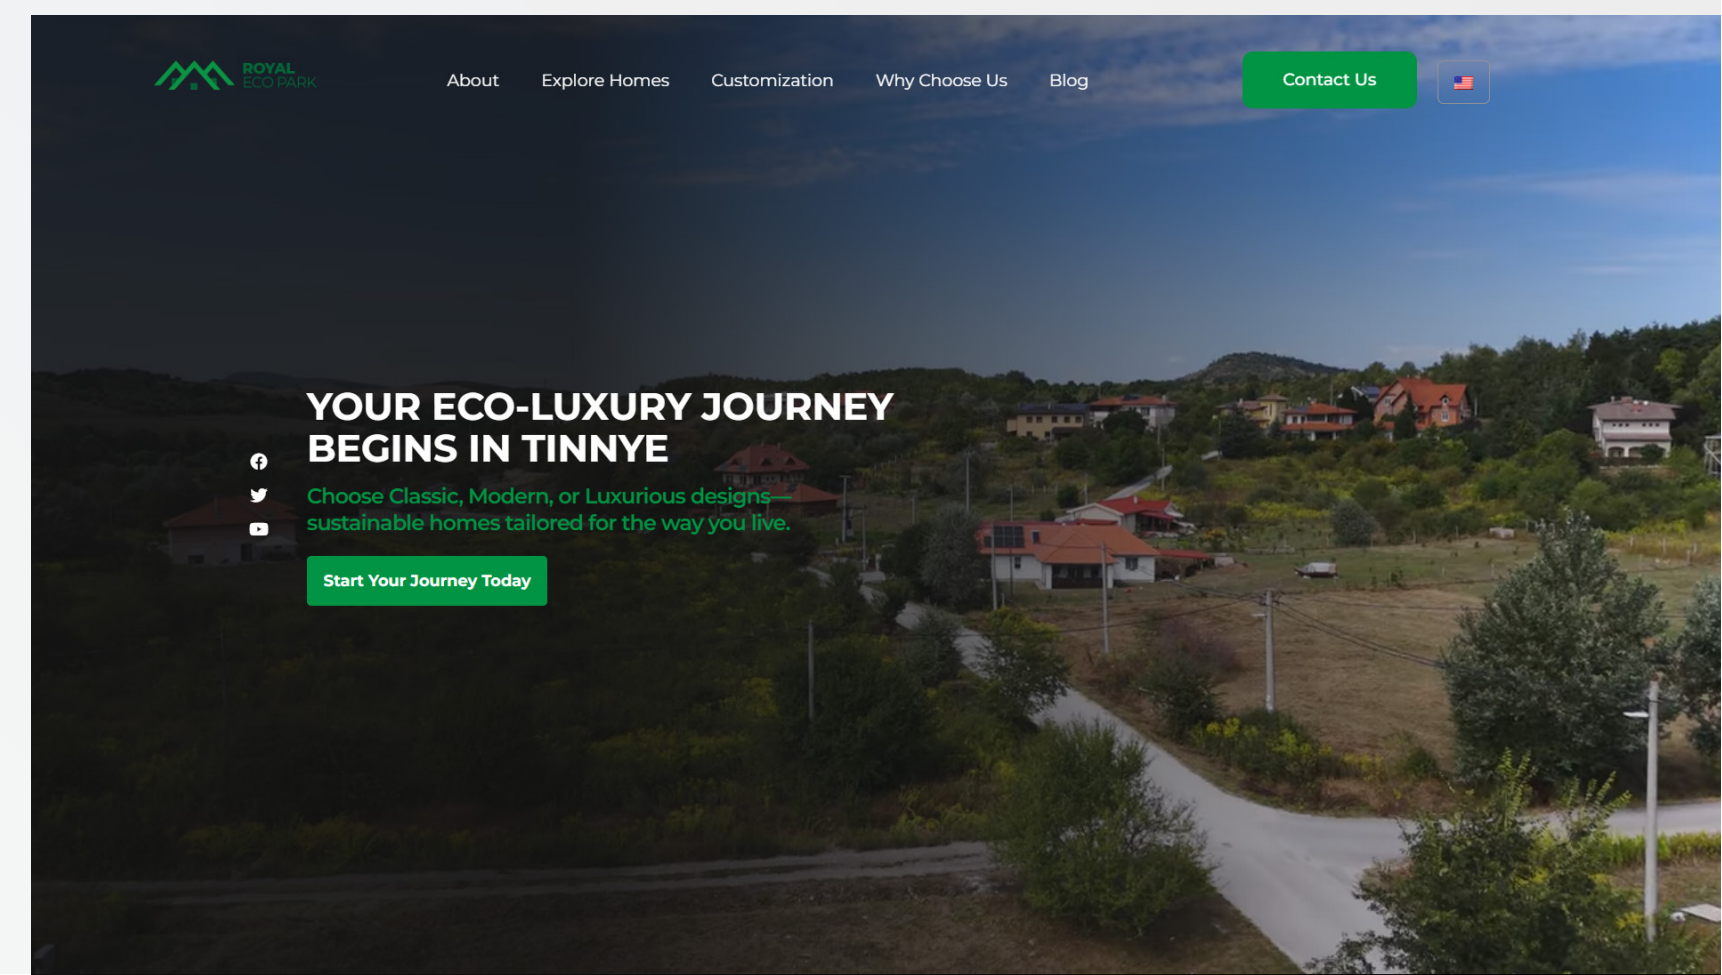 ROYAL
ECO PARK
About
Explore Homes
Customization
Why Choose Us
Blog
Contact Us
YOUR ECO-LUXURY JOURNEY
BEGINS IN TINNYE
Choose Classic, Modern, or Luxurious designs—
sustainable homes tailored for the way you live.
Start Your Journey Today